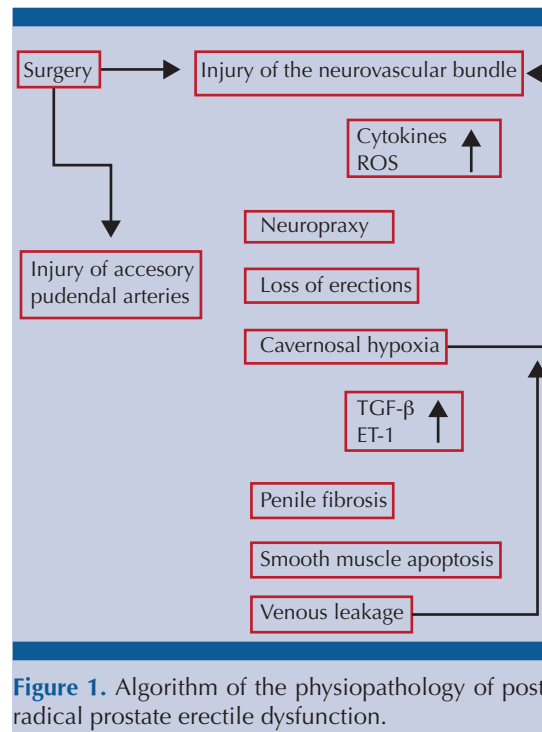 Surgery
Injury of the neurovascular bundle
Cytokines
ROS
Neuropraxy
Injury of accesory
pudendal arteries
Loss of erections
Cavernosal hypoxia
TGF-β
ET-1
Penile fibrosis
Smooth muscle apoptosis
Venous leakage
Figure 1. Algorithm of the physiopathology of post
radical prostate erectile dysfunction.